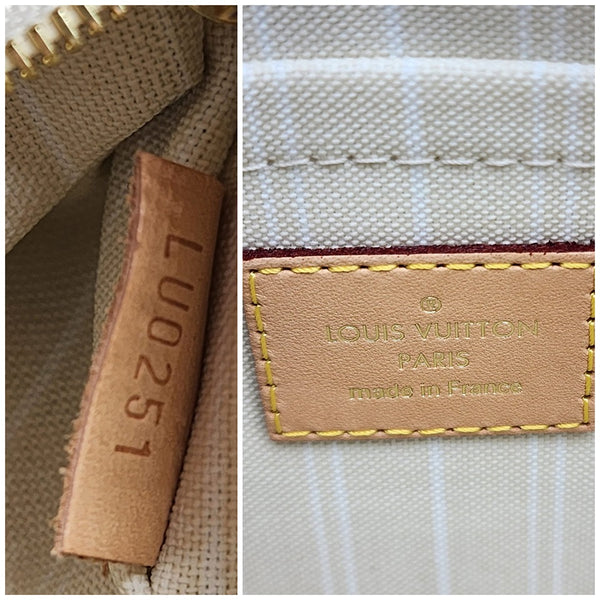 LU0251
®
LOUIS VUITTON
PARIS
made in France